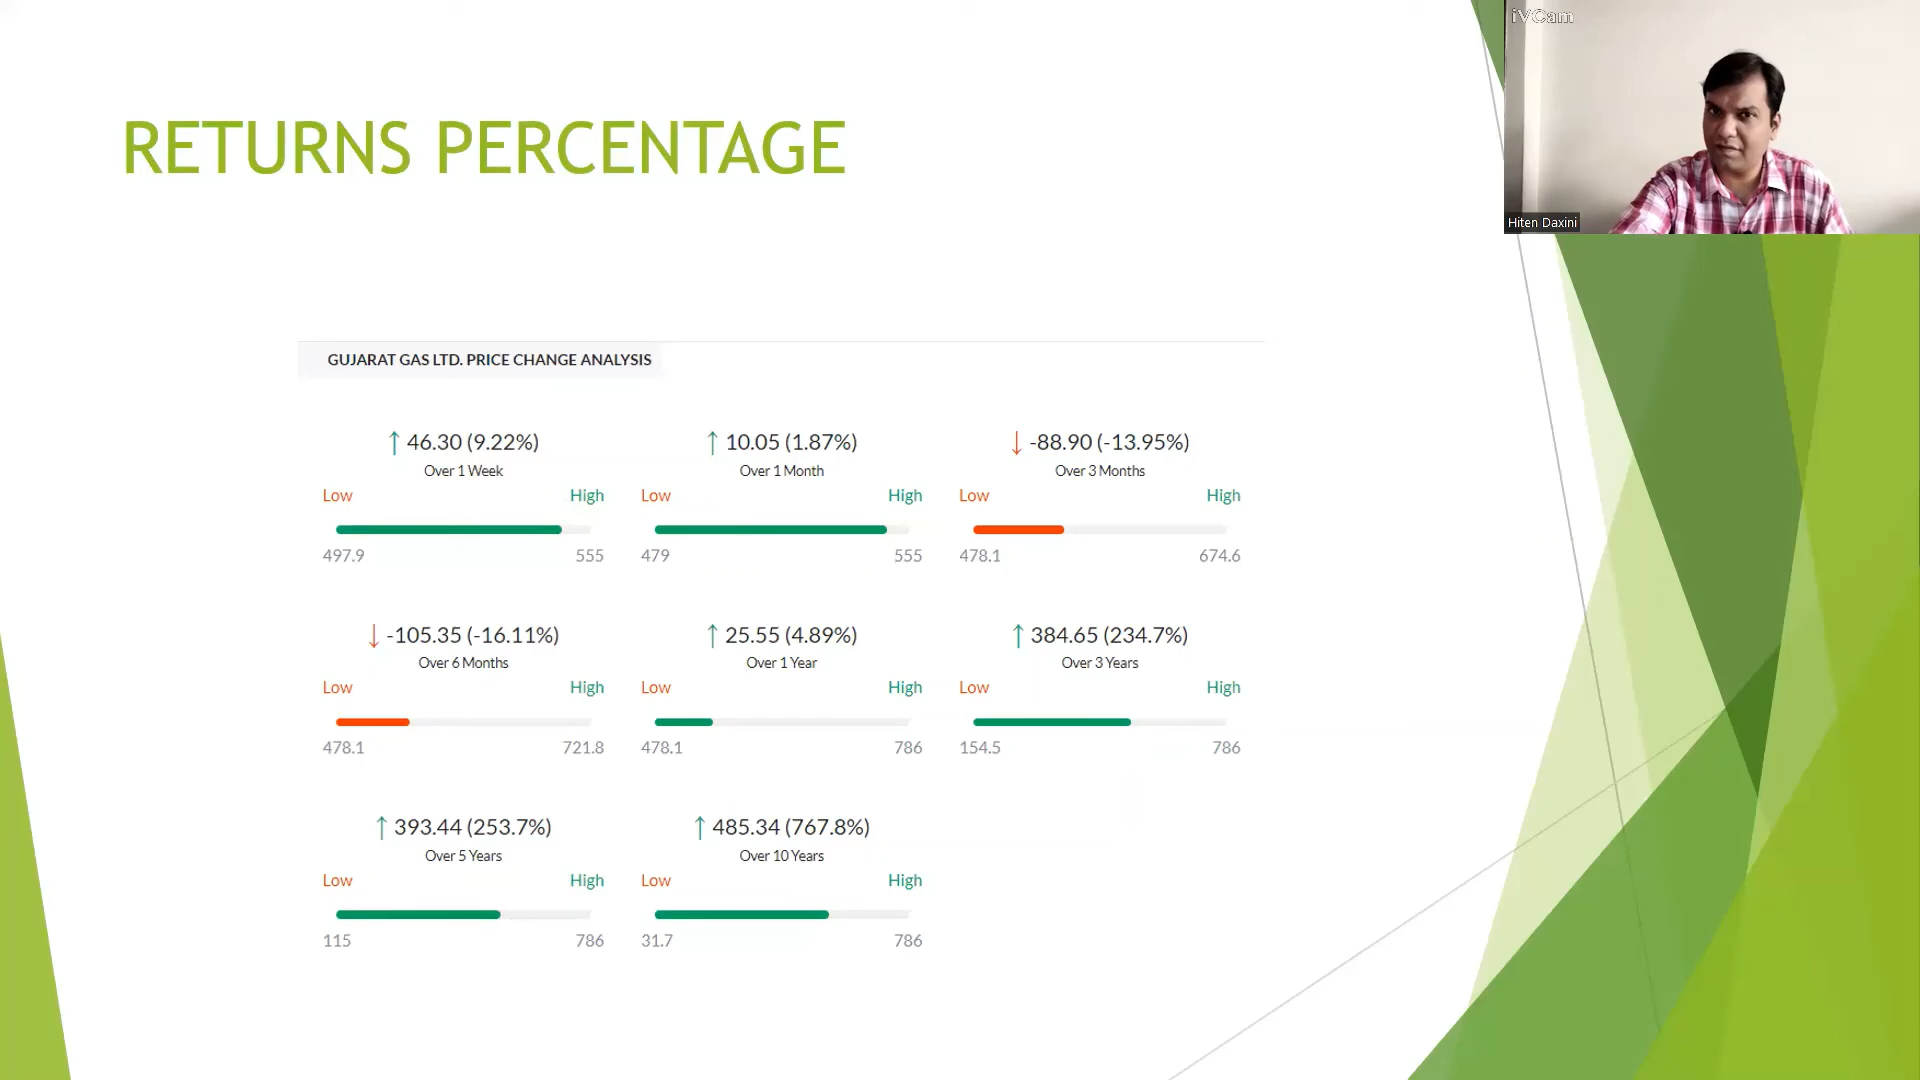 iVCam
Hiten Daxini
RETURNS PERCENTAGE
GUJARAT GAS LTD. PRICE CHANGE ANALYSIS
↑ 46.30 (9.22%)
Over 1 Week
Low High
497.9 555
↑ 10.05 (1.87%)
Over 1 Month
Low High
479 555
↓ -88.90 (-13.95%)
Over 3 Months
Low High
478.1 674.6
↓ -105.35 (-16.11%)
Over 6 Months
Low High
478.1 721.8
↑ 25.55 (4.89%)
Over 1 Year
Low High
478.1 786
↑ 384.65 (234.7%)
Over 3 Years
Low High
154.5 786
↑ 393.44 (253.7%)
Over 5 Years
Low High
115 786
↑ 485.34 (767.8%)
Over 10 Years
Low High
31.7 786